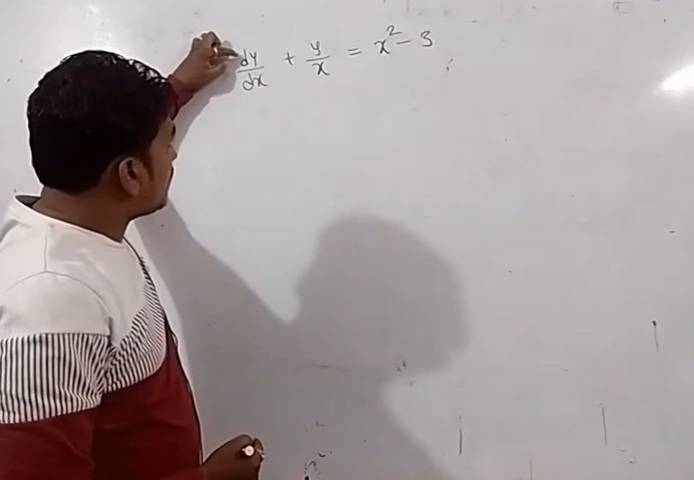 dy/dx + y/x = x² - 3